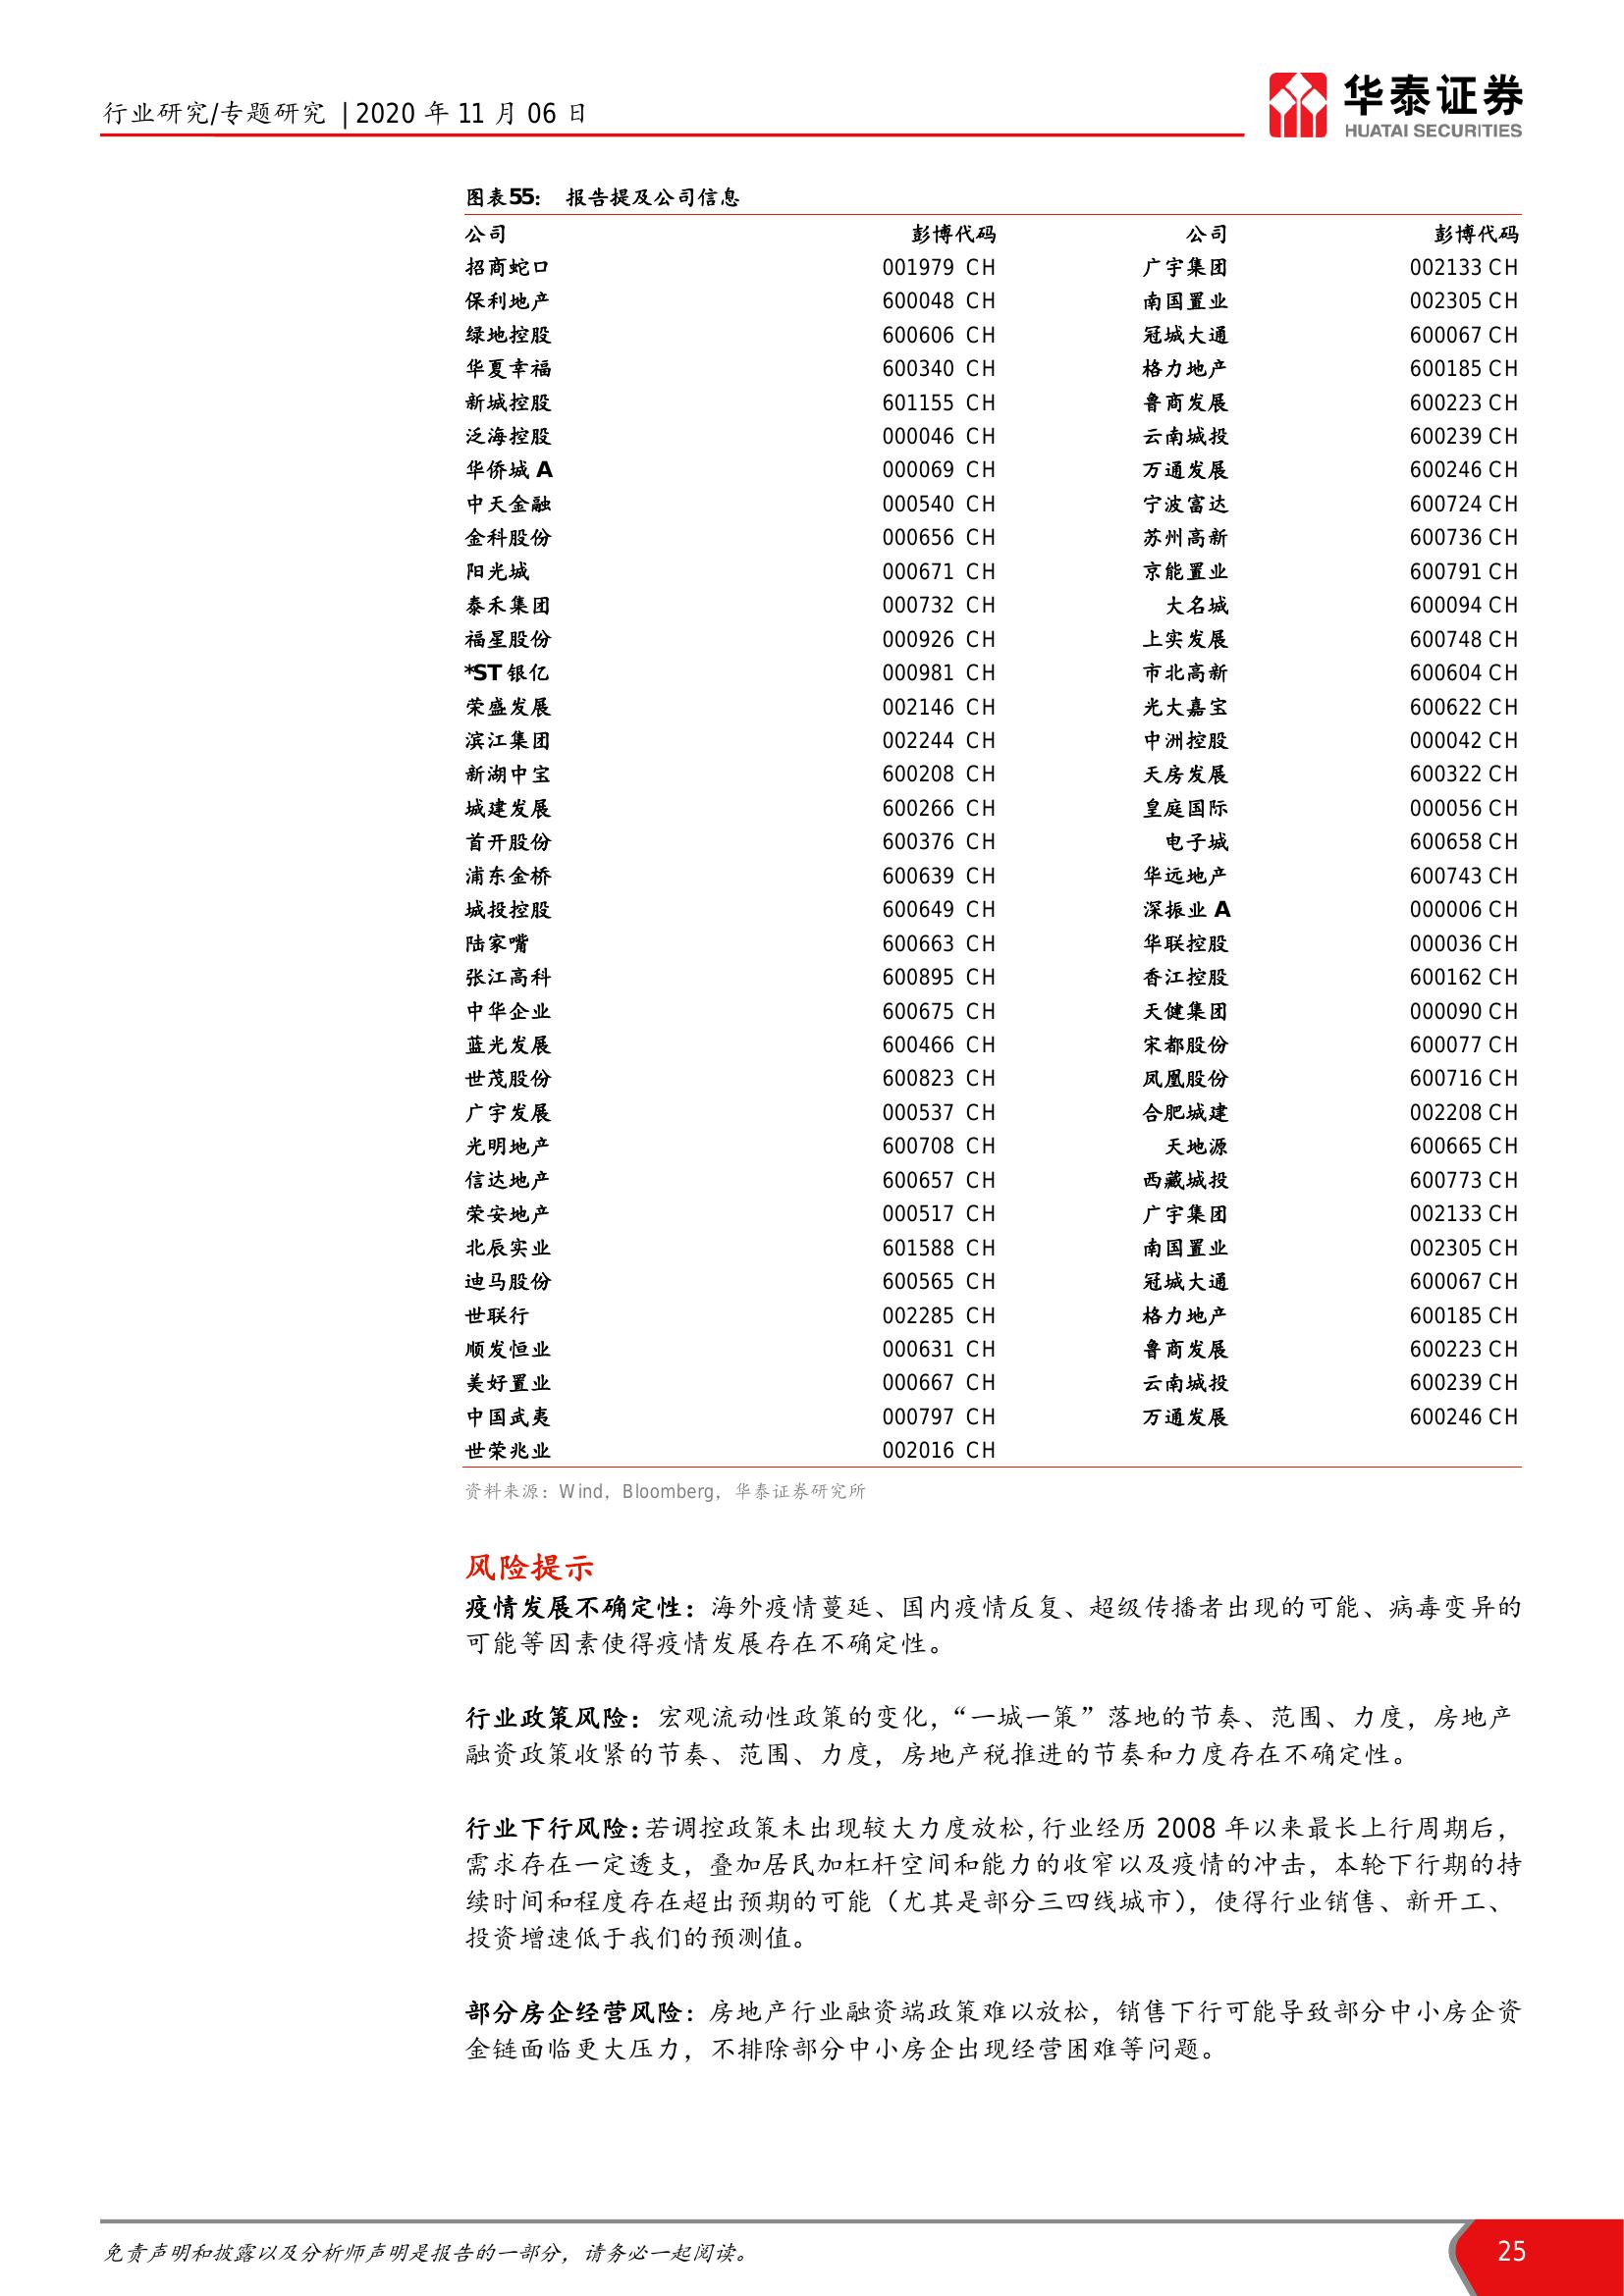 行业研究/专题研究 | 2020 年 11 月 06 日
华泰证券
HUATAI SECURITIES
图表55： 报告提及公司信息
公司 彭博代码 公司 彭博代码
招商蛇口 001979 CH 广宇集团 002133 CH
保利地产 600048 CH 南国置业 002305 CH
绿地控股 600606 CH 冠城大通 600067 CH
华夏幸福 600340 CH 格力地产 600185 CH
新城控股 601155 CH 鲁商发展 600223 CH
泛海控股 000046 CH 云南城投 600239 CH
华侨城 A 000069 CH 万通发展 600246 CH
中天金融 000540 CH 宁波富达 600724 CH
金科股份 000656 CH 苏州高新 600736 CH
阳光城 000671 CH 京能置业 600791 CH
泰禾集团 000732 CH 大名城 600094 CH
福星股份 000926 CH 上实发展 600748 CH
*ST 银亿 000981 CH 市北高新 600604 CH
荣盛发展 002146 CH 光大嘉宝 600622 CH
滨江集团 002244 CH 中洲控股 000042 CH
新湖中宝 600208 CH 天房发展 600322 CH
城建发展 600266 CH 皇庭国际 000056 CH
首开股份 600376 CH 电子城 600658 CH
浦东金桥 600639 CH 华远地产 600743 CH
城投控股 600649 CH 深振业 A 000006 CH
陆家嘴 600663 CH 华联控股 000036 CH
张江高科 600895 CH 香江控股 600162 CH
中华企业 600675 CH 天健集团 000090 CH
蓝光发展 600466 CH 宋都股份 600077 CH
世茂股份 600823 CH 凤凰股份 600716 CH
广宇发展 000537 CH 合肥城建 002208 CH
光明地产 600708 CH 天地源 600665 CH
信达地产 600657 CH 西藏城投 600773 CH
荣安地产 000517 CH 广宇集团 002133 CH
北辰实业 601588 CH 南国置业 002305 CH
迪马股份 600565 CH 冠城大通 600067 CH
世联行 002285 CH 格力地产 600185 CH
顺发恒业 000631 CH 鲁商发展 600223 CH
美好置业 000667 CH 云南城投 600239 CH
中国武夷 000797 CH 万通发展 600246 CH
世荣兆业 002016 CH
资料来源：Wind，Bloomberg，华泰证券研究所
风险提示
疫情发展不确定性：海外疫情蔓延、国内疫情反复、超级传播者出现的可能、病毒变异的
可能等因素使得疫情发展存在不确定性。
行业政策风险：宏观流动性政策的变化，“一城一策”落地的节奏、范围、力度，房地产
融资政策收紧的节奏、范围、力度，房地产税推进的节奏和力度存在不确定性。
行业下行风险：若调控政策未出现较大力度放松，行业经历 2008 年以来最长上行周期后，
需求存在一定透支，叠加居民加杠杆空间和能力的收窄以及疫情的冲击，本轮下行期的持
续时间和程度存在超出预期的可能（尤其是部分三四线城市），使得行业销售、新开工、
投资增速低于我们的预测值。
部分房企经营风险：房地产行业融资端政策难以放松，销售下行可能导致部分中小房企资
金链面临更大压力，不排除部分中小房企出现经营困难等问题。
免责声明和披露以及分析师声明是报告的一部分，请务必一起阅读。
25